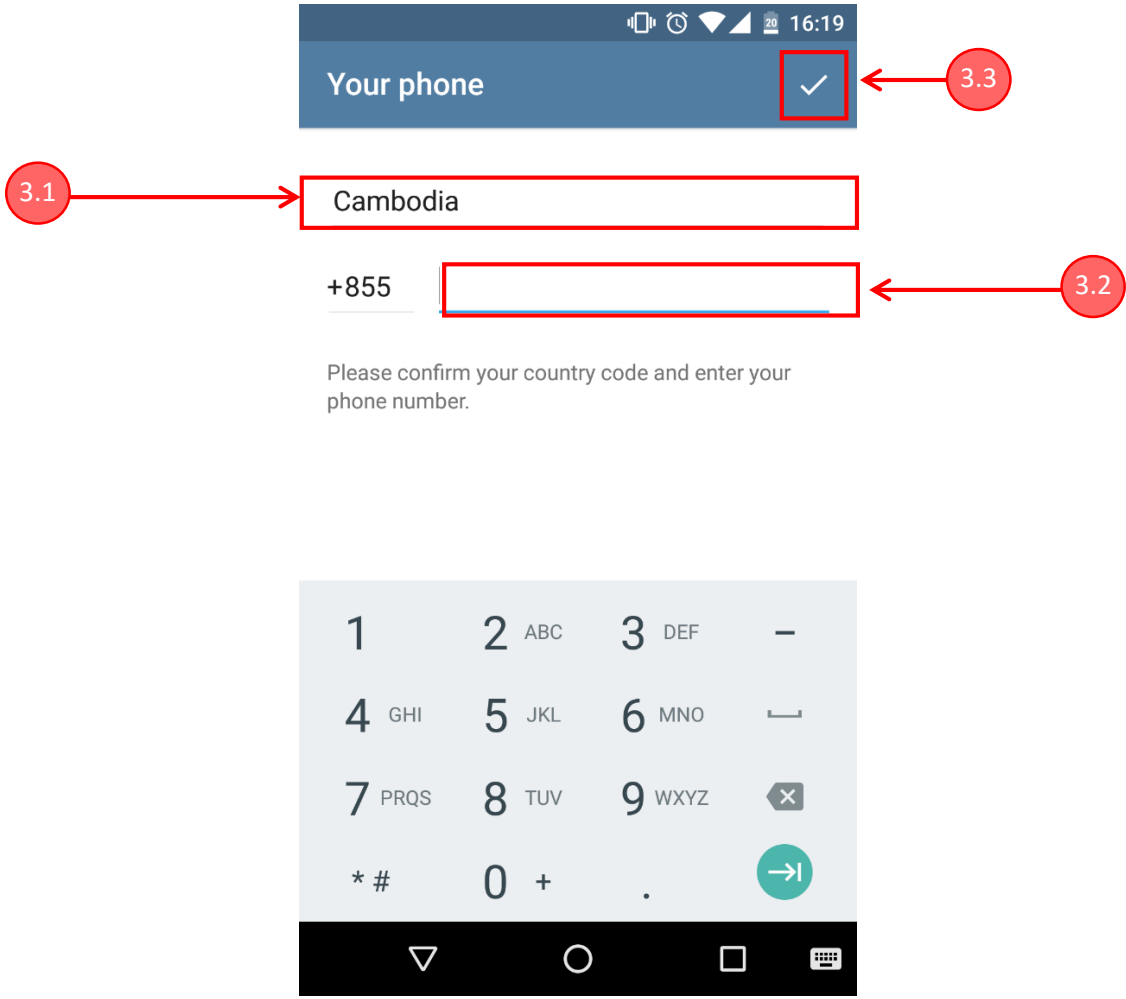 20 16:19
Your phone
3.3
3.1
Cambodia
+855
3.2
Please confirm your country code and enter your
phone number.
1 2 ABC 3 DEF –
4 GHI 5 JKL 6 MNO
7 PRQS 8 TUV 9 WXYZ
* # 0 + .